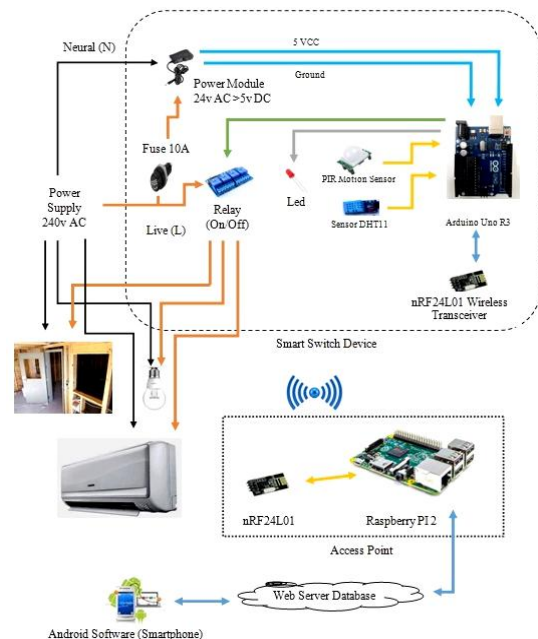 5 VCC
Neural (N)
Ground
Power Module
24v AC >5v DC
Fuse 10A
PIR Motion Sensor
Power
Supply
240v AC
Led
Relay
(On/Off)
Sensor DHT11
Arduino Uno R3
Live (L)
nRF24L01 Wireless
Transceiver
Smart Switch Device
nRF24L01
Raspberry PI 2
Access Point
Web Server Database
Android Software (Smartphone)